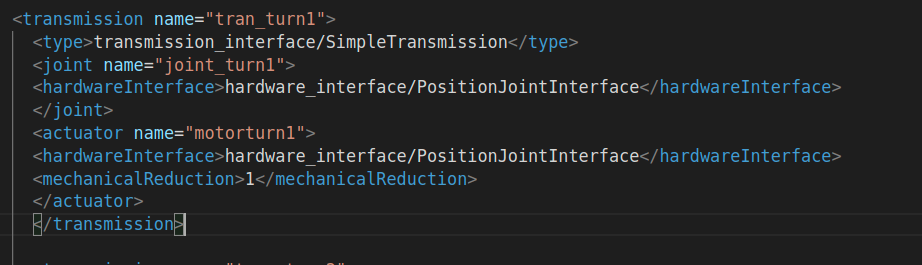 <transmission name="tran_turn1">
<type>transmission_interface/SimpleTransmission</type>
<joint name="joint_turn1">
<hardwareInterface>hardware_interface/PositionJointInterface</hardwareInterface>
</joint>
<actuator name="motorturn1">
<hardwareInterface>hardware_interface/PositionJointInterface</hardwareInterface>
<mechanicalReduction>1</mechanicalReduction>
</actuator>
</transmission>